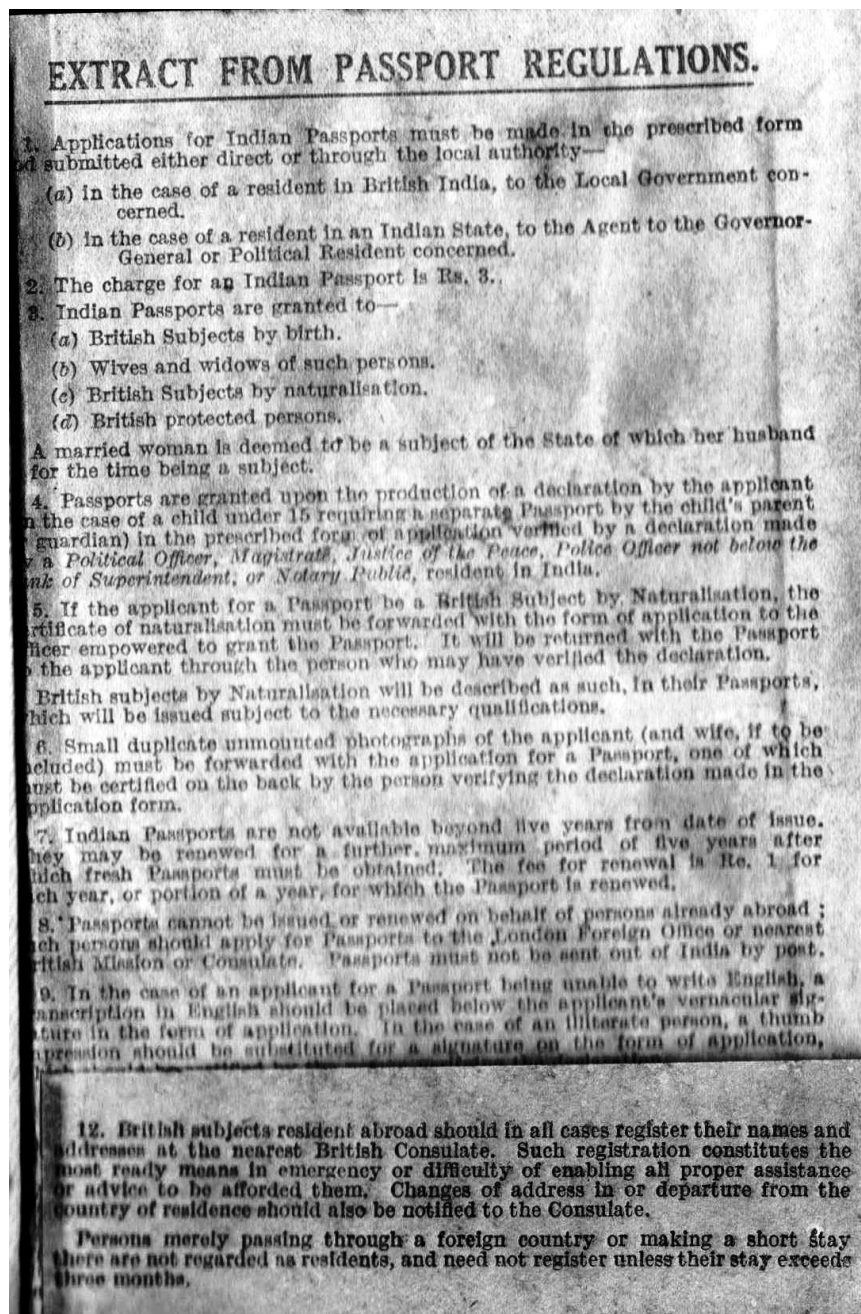 EXTRACT FROM PASSPORT REGULATIONS.
1. Applications for Indian Passports must be made in the prescribed form
submitted either direct or through the local authority—
(a) in the case of a resident in British India, to the Local Government con-
cerned.
(b) in the case of a resident in an Indian State, to the Agent to the Governor-
General or Political Resident concerned.
2. The charge for an Indian Passport is Rs. 3.
3. Indian Passports are granted to—
(a) British Subjects by birth.
(b) Wives and widows of such persons.
(c) British Subjects by naturalisation.
(d) British protected persons.
A married woman is deemed to be a subject of the State of which her husband
for the time being a subject.
4. Passports are granted upon the production of a declaration by the applicant
the case of a child under 15 requiring a separate Passport by the child's parent
guardian) in the prescribed form of application verified by a declaration made
a Political Officer, Magistrate, Justice of the Peace, Police Officer not below the
nk of Superintendent, or Notary Public, resident in India.
5. If the applicant for a Passport be a British Subject by Naturalisation, the
rtificate of naturalisation must be forwarded with the form of application to the
ficer empowered to grant the Passport. It will be returned with the Passport
the applicant through the person who may have verified the declaration.
British subjects by Naturalisation will be described as such, in their Passports,
hich will be issued subject to the necessary qualifications.
6. Small duplicate unmounted photographs of the applicant (and wife, if to be
cluded) must be forwarded with the application for a Passport, one of which
ust be certified on the back by the person verifying the declaration made in the
pplication form.
7. Indian Passports are not available beyond five years from date of issue.
hey may be renewed for a further maximum period of five years after
hich fresh Passports must be obtained. The fee for renewal is Re. 1 for
ch year, or portion of a year, for which the Passport is renewed.
8. Passports cannot be issued or renewed on behalf of persons already abroad ;
ch persons should apply for Passports to the London Foreign Office or nearest
ritish Mission or Consulate. Passports must not be sent out of India by post.
9. In the case of an applicant for a Passport being unable to write English, a
anscription in English should be placed below the applicant's vernacular sig-
ture in the form of application. In the case of an illiterate person, a thumb
pression should be substituted for a signature on the form of application,
12. British subjects resident abroad should in all cases register their names and
addresses at the nearest British Consulate. Such registration constitutes the
most ready means in emergency or difficulty of enabling all proper assistance
or advice to be afforded them. Changes of address in or departure from the
country of residence should also be notified to the Consulate.
Persons merely passing through a foreign country or making a short stay
there are not regarded as residents, and need not register unless their stay exceeds
three months.